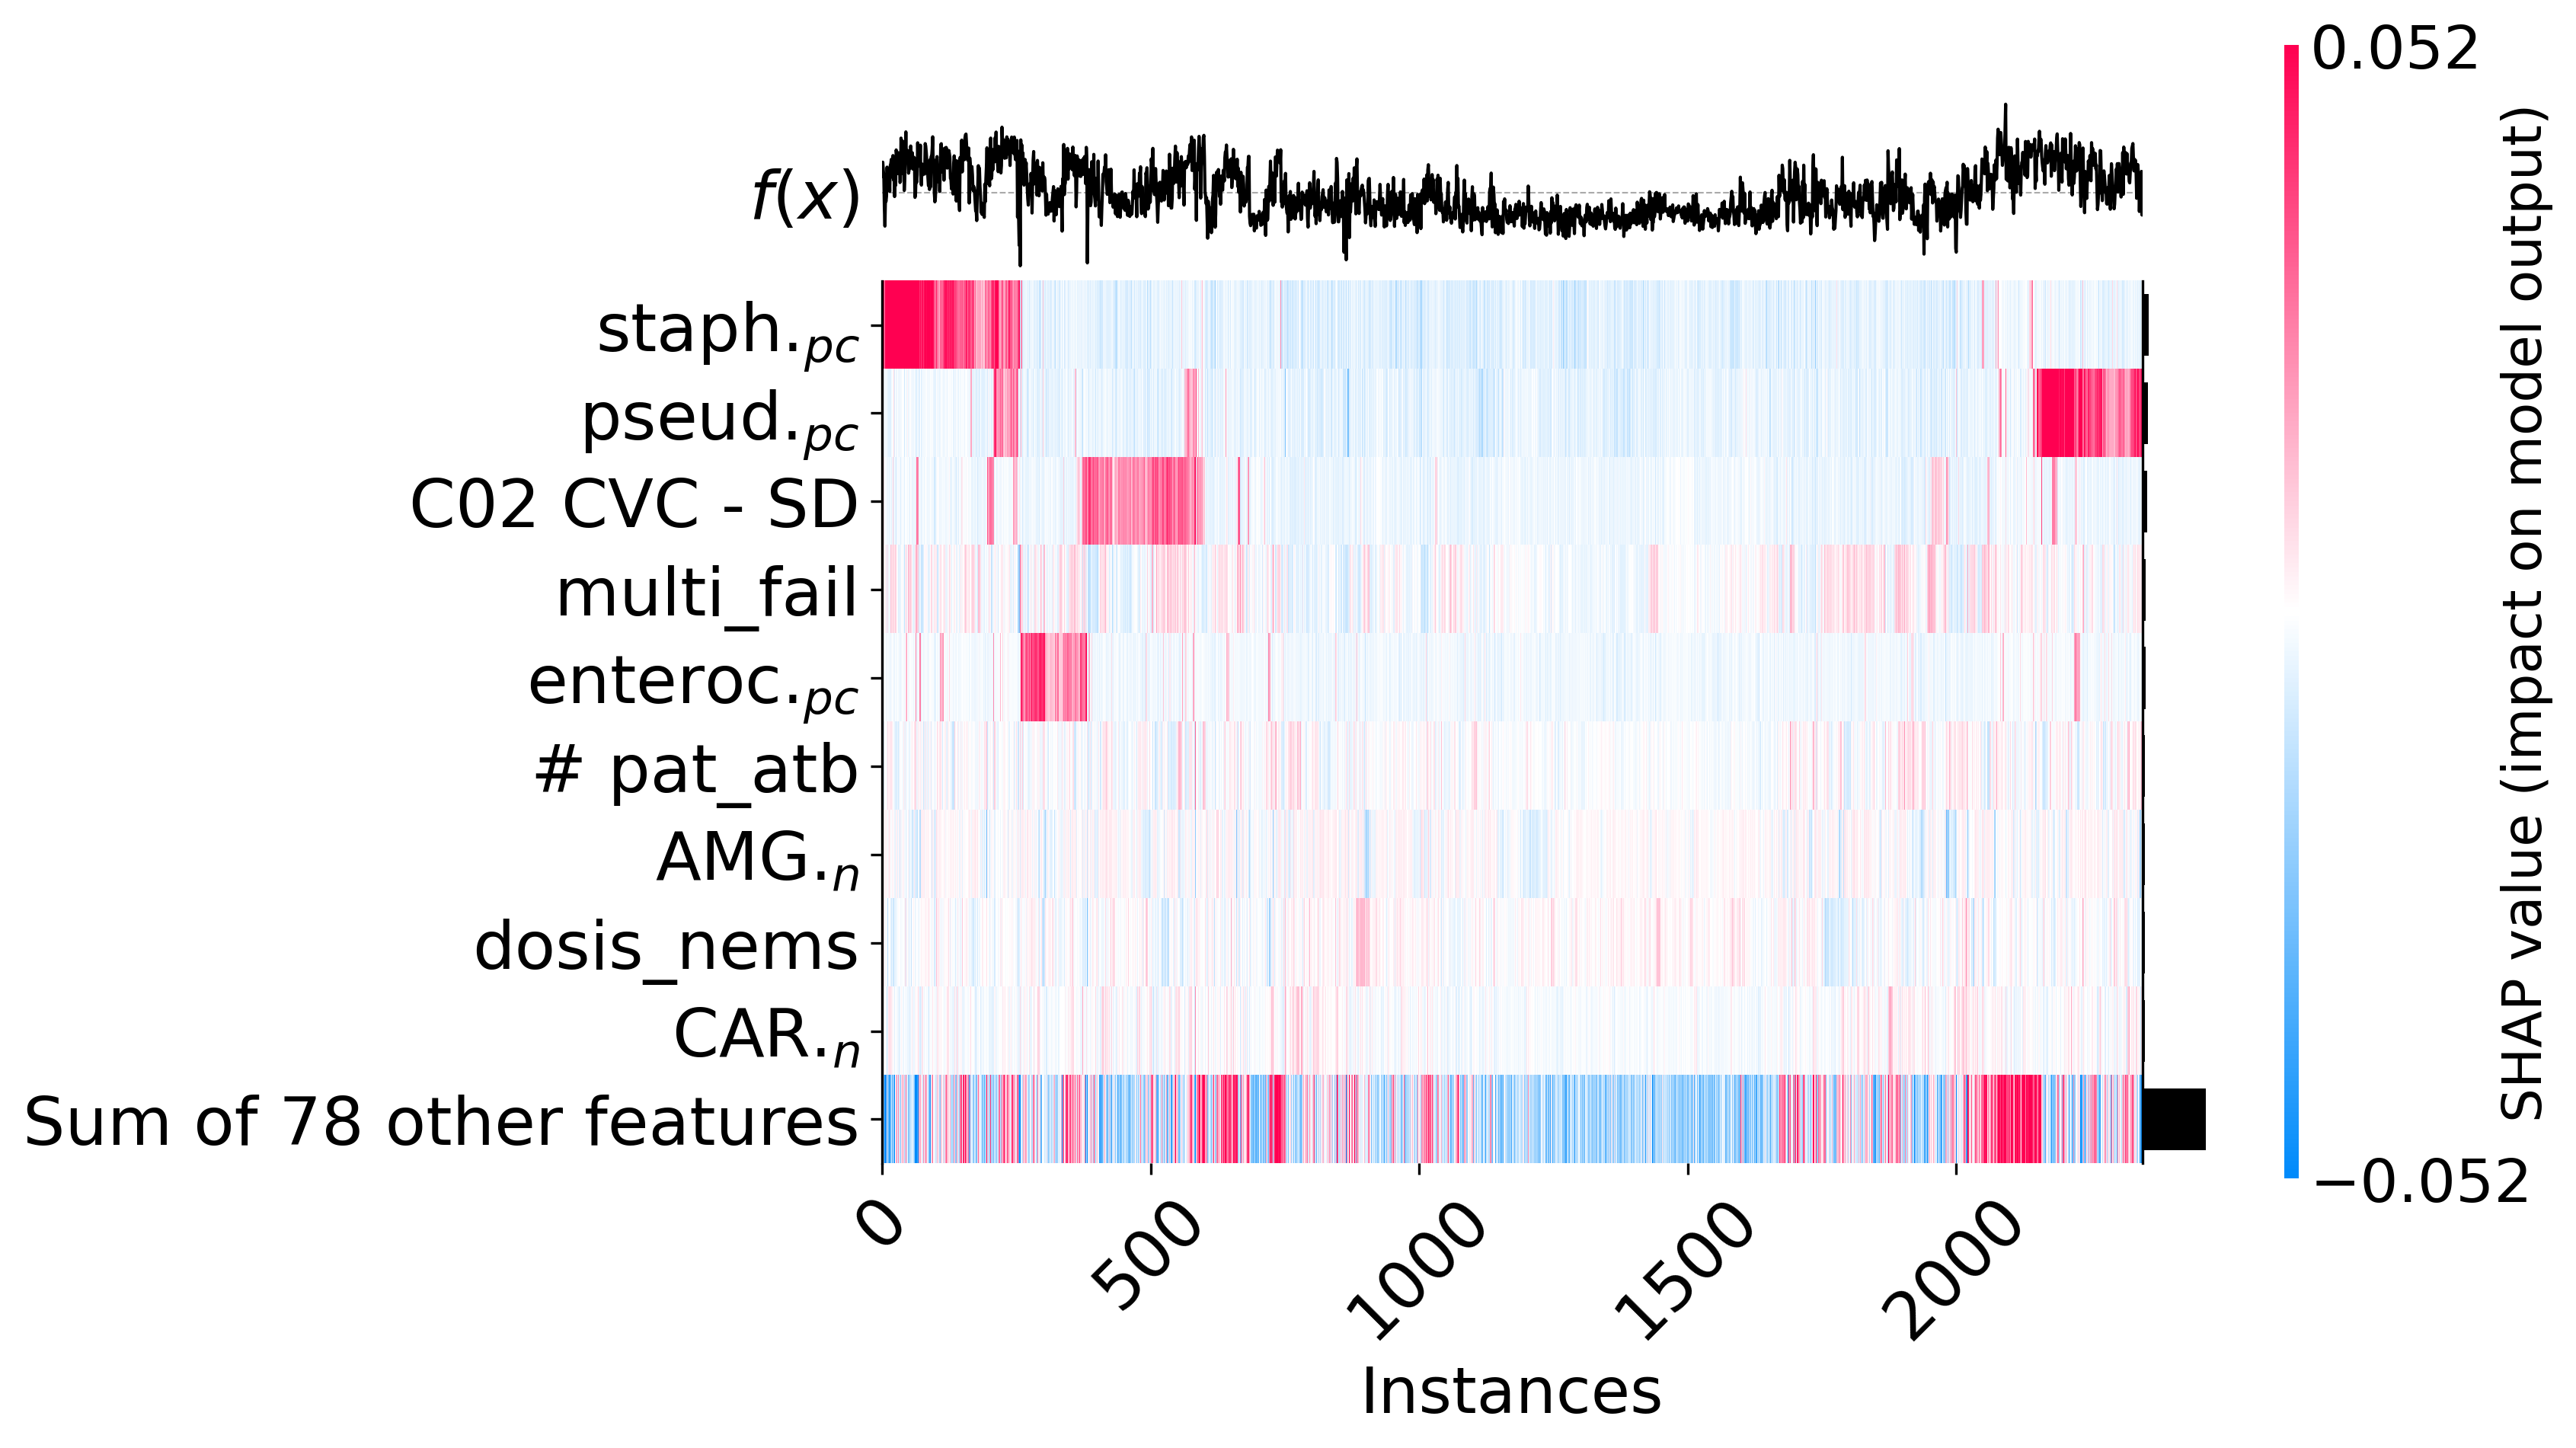 0.052
f(x)
staph.pc
pseud.pc
C02 CVC - SD
multi_fail
enteroc.pc
# pat_atb
AMG.n
dosis_nems
CAR.n
Sum of 78 other features
0
500
1000
1500
2000
Instances
−0.052
SHAP value (impact on model output)